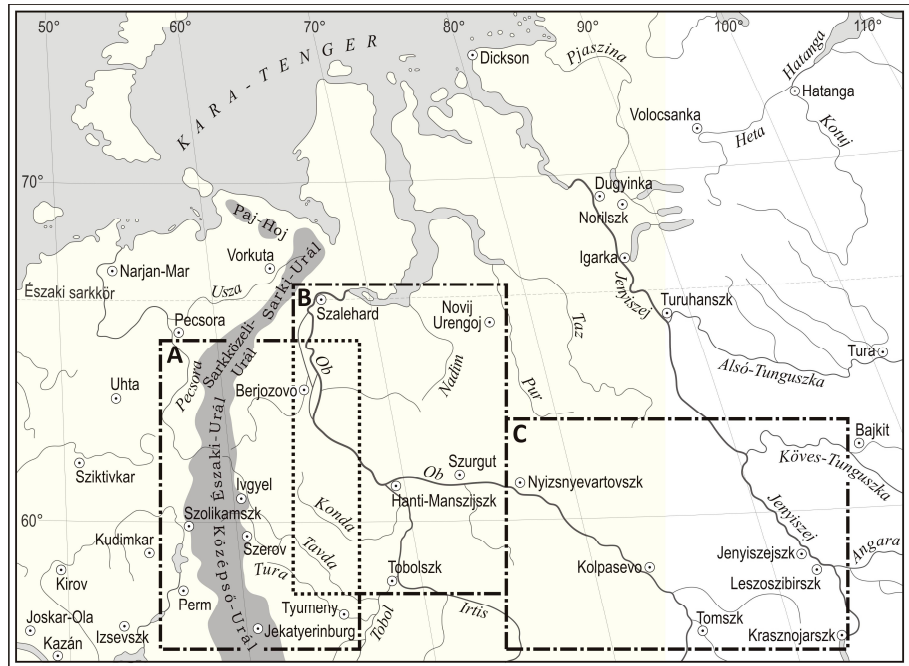 50° 60° 70° 80° 90° 100° 110°
KARA-TENGER
Dickson
Pjaszina
Hatanga
Hatanga
Volocsanka
Heta
Kotuj
70°
Dugyinka
Norilszk
Paj-Hoj
Igarka
Vorkuta
Narjan-Mar
Sarki-Urál
Jenyiszej
Északi sarkkör
Usza
B
Szalehard
Novij
Urengoj
Turuhanszk
Pecsora
Taz
A
Sarkközeli-
Urál
Ob
Nadim
Tura
Alsó-Tunguszka
Uhta
Pecsora
Berjozovo
Pur
C
Bajkit
Északi-Urál
Sziktivkar
Szurgut
Ob
Köves-Tunguszka
Ivgyel
Hanti-Manszijszk
Nyizsnyevartovszk
Jenyiszej
60°
Szolikamszk
Konda
Kudimkar
Szerov
Tavda
Jenyiszejszk
Angara
Középső-Urál
Tura
Tobolszk
Kolpasevo
Leszoszibirszk
Kirov
Perm
Tyumeny
Tobol
Irtis
Joskar-Ola
Izsevszk
Jekatyerinburg
Tomszk
Krasznojarszk
Kazán